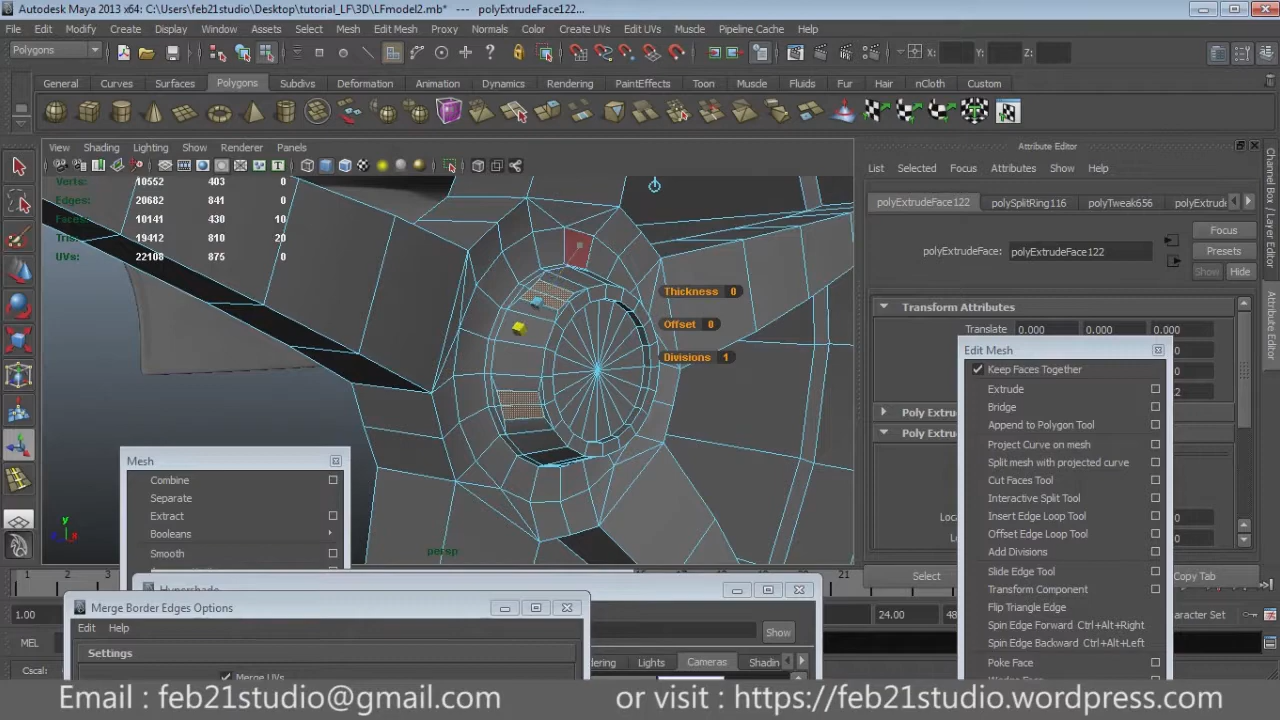 Autodesk Maya 2013 x64: C:\Users\feb21studio\Desktop\tutorial_LF\3D\LFmodel2.mb* --- polyExtrudeFace122...
File Edit Modify Create Display Window Assets Select Mesh Edit Mesh Proxy Normals Color Create UVs Edit UVs Muscle Pipeline Cache Help
Polygons X: Y: Z:
General Curves Surfaces Polygons Subdivs Deformation Animation Dynamics Rendering PaintEffects Toon Muscle Fluids Fur Hair nCloth Custom
View Shading Lighting Show Renderer Panels
Attribute Editor
List Selected Focus Attributes Show Help
Verts: 10552 403 0
Edges: 20682 841 0
Faces: 10141 430 10
Tris: 19412 810 20
UVs: 22108 875 0
polyExtrudeFace122 polySplitRing116 polyTweak656 polyExtrud
Focus
polyExtrudeFace: polyExtrudeFace122 Presets
Show Hide
Thickness 0
Offset 0
Divisions 1
Transform Attributes
Translate 0.000 0.000 0.000
Edit Mesh
Keep Faces Together
Extrude
Bridge
Append to Polygon Tool
Project Curve on mesh
Split mesh with projected curve
Cut Faces Tool
Interactive Split Tool
Insert Edge Loop Tool
Offset Edge Loop Tool
Add Divisions
Slide Edge Tool
Transform Component
Flip Triangle Edge
Spin Edge Forward Ctrl+Alt+Right
Spin Edge Backward Ctrl+Alt+Left
Poke Face
Poly Extru
Poly Extr
Select
Copy Tab
Mesh
Combine
Separate
Extract
Booleans
Smooth
persp
y
x
1 2 3 21
1.00 24.00 48
MEL
Hypershade
Merge Border Edges Options
Edit Help
Settings
Merge UVs
Show
Lights Cameras Shadin
Email : feb21studio@gmail.com or visit : https://feb21studio.wordpress.com